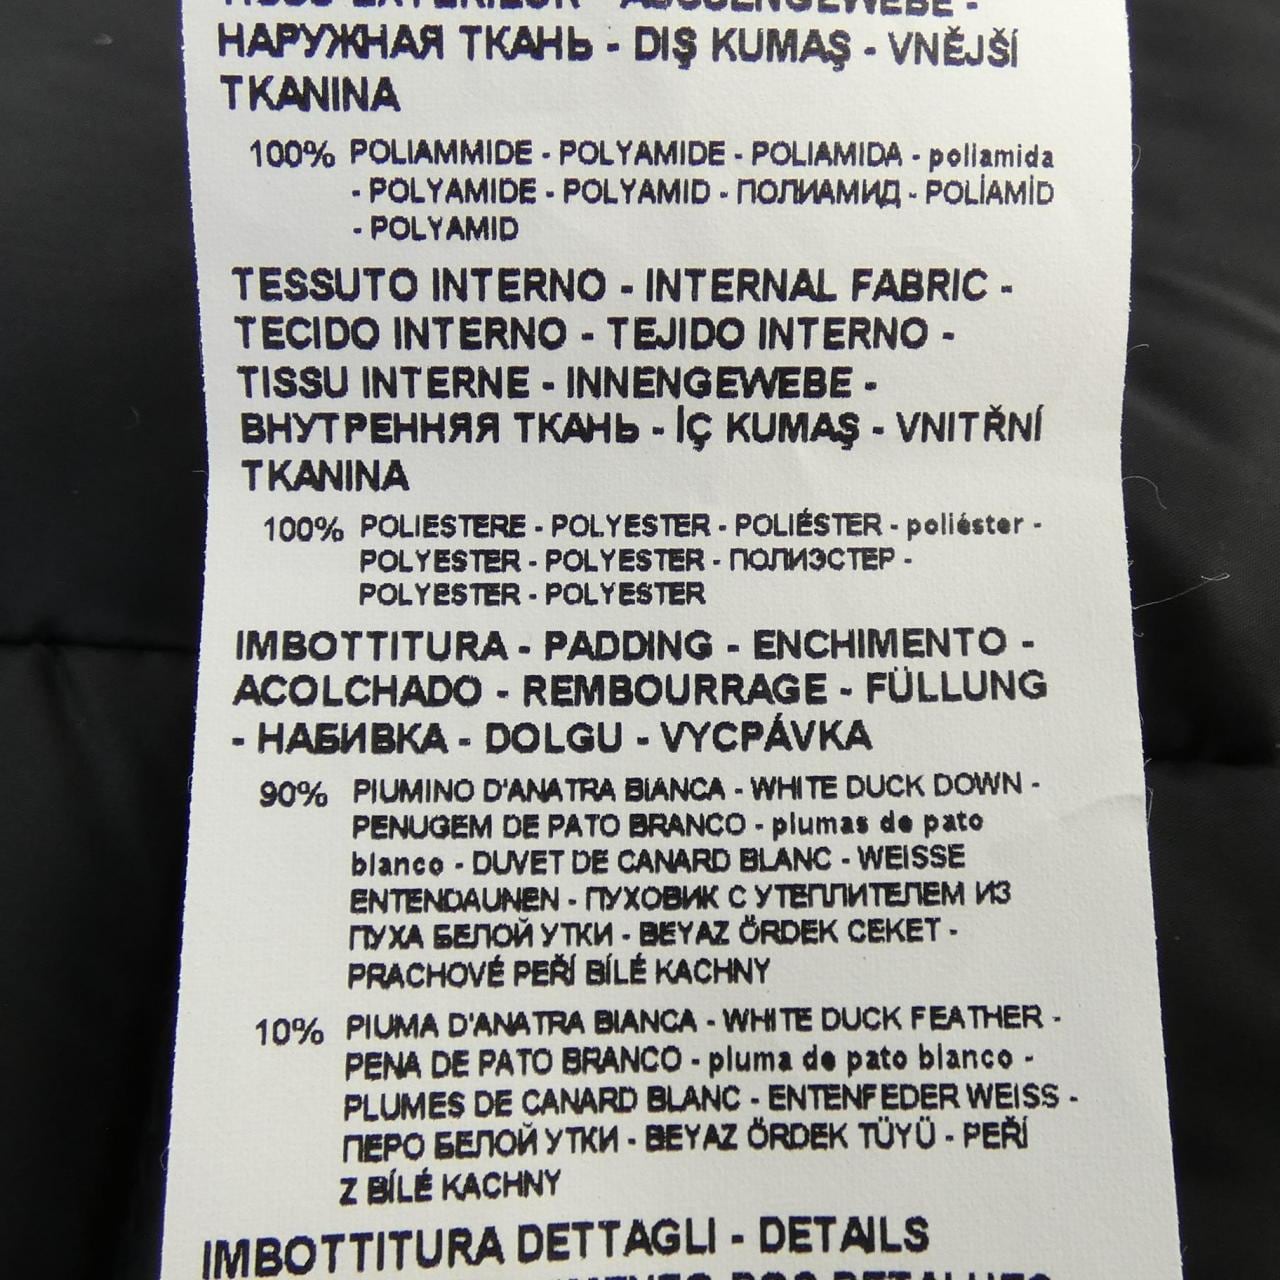 TISSU EXTERIEUR - AUSSENGEWEBE -
НАРУЖНАЯ ТКАНЬ - DIŞ KUMAŞ - VNĚJŠÍ
TKANINA
100% POLIAMMIDE - POLYAMIDE - POLIAMIDA - poliamida
- POLYAMIDE - POLYAMID - ПОЛИАМИД - POLİAMİD
- POLYAMID
TESSUTO INTERNO - INTERNAL FABRIC -
TECIDO INTERNO - TEJIDO INTERNO -
TISSU INTERNE - INNENGEWEBE -
ВНУТРЕННЯЯ ТКАНЬ - İÇ KUMAŞ - VNITŘNÍ
TKANINA
100% POLIESTERE - POLYESTER - POLIÉSTER - poliéster -
POLYESTER - POLYESTER - ПОЛИЭСТЕР -
POLYESTER - POLYESTER
IMBOTTITURA - PADDING - ENCHIMENTO -
ACOLCHADO - REMBOURRAGE - FÜLLUNG
- НАБИВКА - DOLGU - VYCPÁVKA
90% PIUMINO D'ANATRA BIANCA - WHITE DUCK DOWN -
PENUGEM DE PATO BRANCO - plumas de pato
blanco - DUVET DE CANARD BLANC - WEISSE
ENTENDAUNEN - ПУХОВИК С УТЕПЛИТЕЛЕМ ИЗ
ПУХА БЕЛОЙ УТКИ - BEYAZ ÖRDEK CEKET -
PRACHOVÉ PEŘÍ BÍLÉ KACHNY
10% PIUMA D'ANATRA BIANCA - WHITE DUCK FEATHER -
PENA DE PATO BRANCO - pluma de pato blanco -
PLUMES DE CANARD BLANC - ENTENFEDER WEISS -
ПЕРО БЕЛОЙ УТКИ - BEYAZ ÖRDEK TÜYÜ - PEŘÍ
Z BÍLÉ KACHNY
IMBOTTITURA DETTAGLI - DETAILS